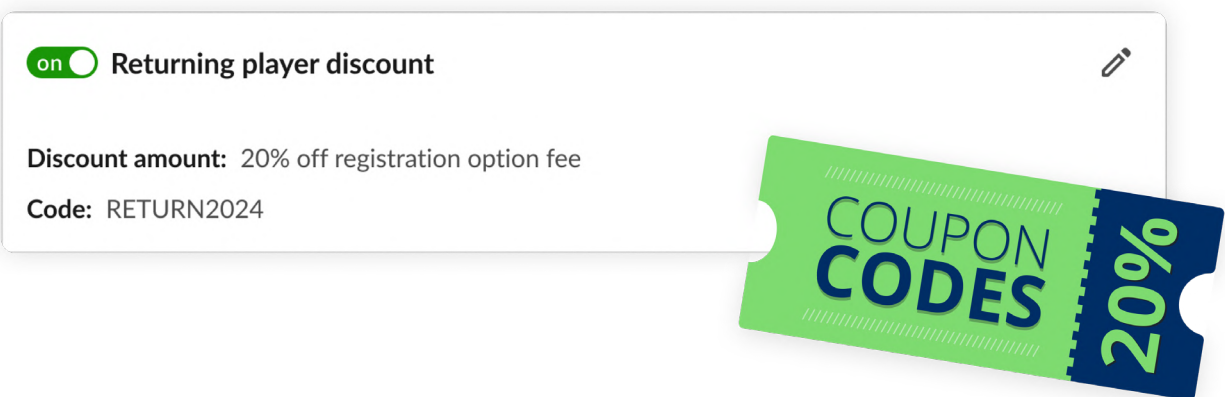 on Returning player discount
Discount amount: 20% off registration option fee
Code: RETURN2024
COUPON
CODES
20%